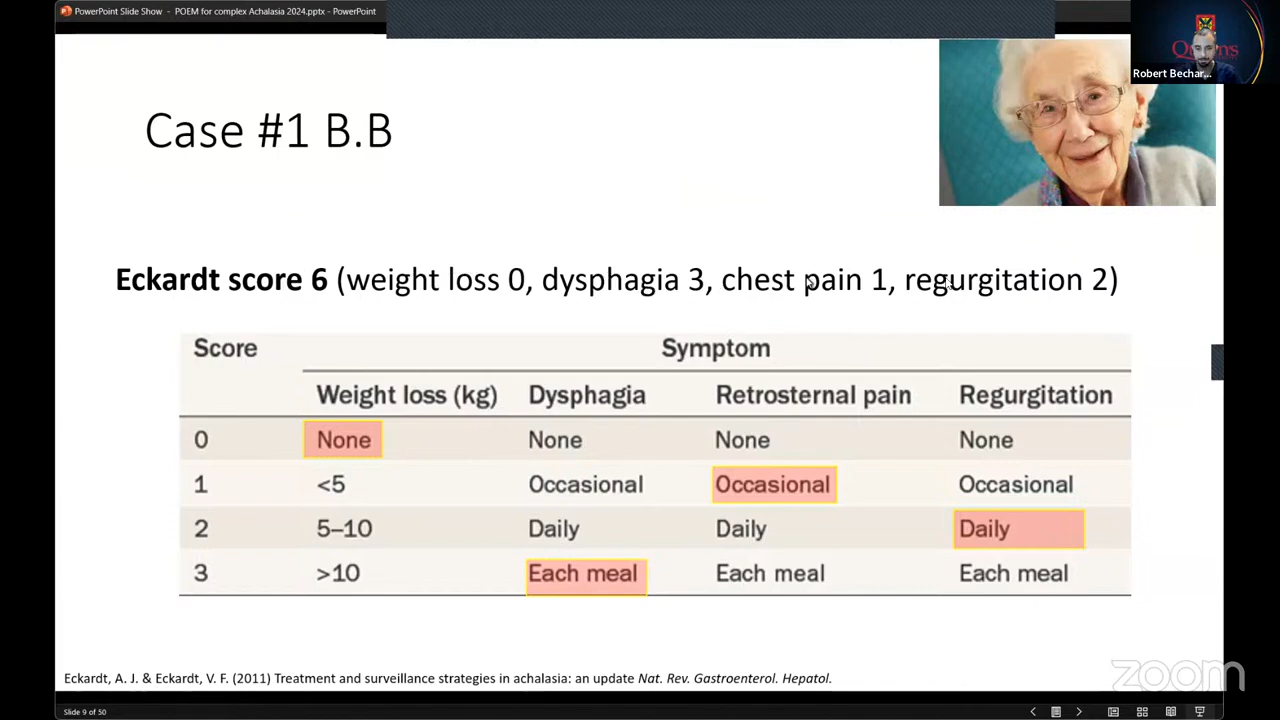 PowerPoint Slide Show - POEM for complex Achalasia 2024.pptx - PowerPoint
Robert Bechar...
Case #1 B.B
Eckardt score 6 (weight loss 0, dysphagia 3, chest pain 1, regurgitation 2)
Score Symptom
Weight loss (kg) Dysphagia Retrosternal pain Regurgitation
0 None None None None
1 <5 Occasional Occasional Occasional
2 5–10 Daily Daily Daily
3 >10 Each meal Each meal Each meal
Eckardt, A. J. & Eckardt, V. F. (2011) Treatment and surveillance strategies in achalasia: an update Nat. Rev. Gastroenterol. Hepatol.
zoom
Slide 9 of 50